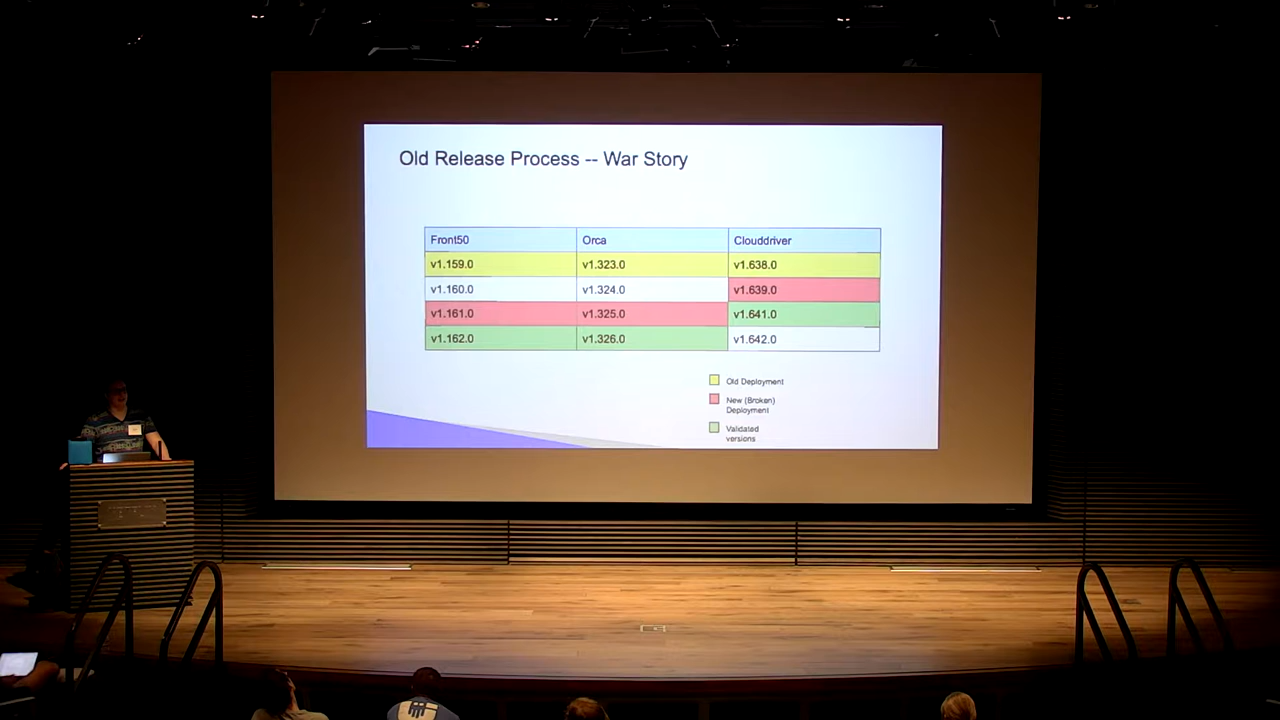 Old Release Process -- War Story
Front50 Orca Clouddriver
v1.159.0 v1.323.0 v1.638.0
v1.160.0 v1.324.0 v1.639.0
v1.161.0 v1.325.0 v1.641.0
v1.162.0 v1.326.0 v1.642.0
Old Deployment
New (Broken)
Deployment
Validated
versions